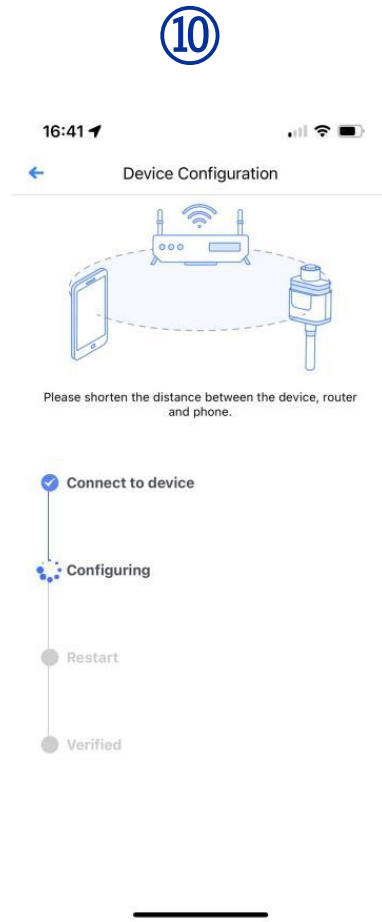 ⑩
16:41
Device Configuration
Please shorten the distance between the device, router
and phone.
Connect to device
Configuring
Restart
Verified